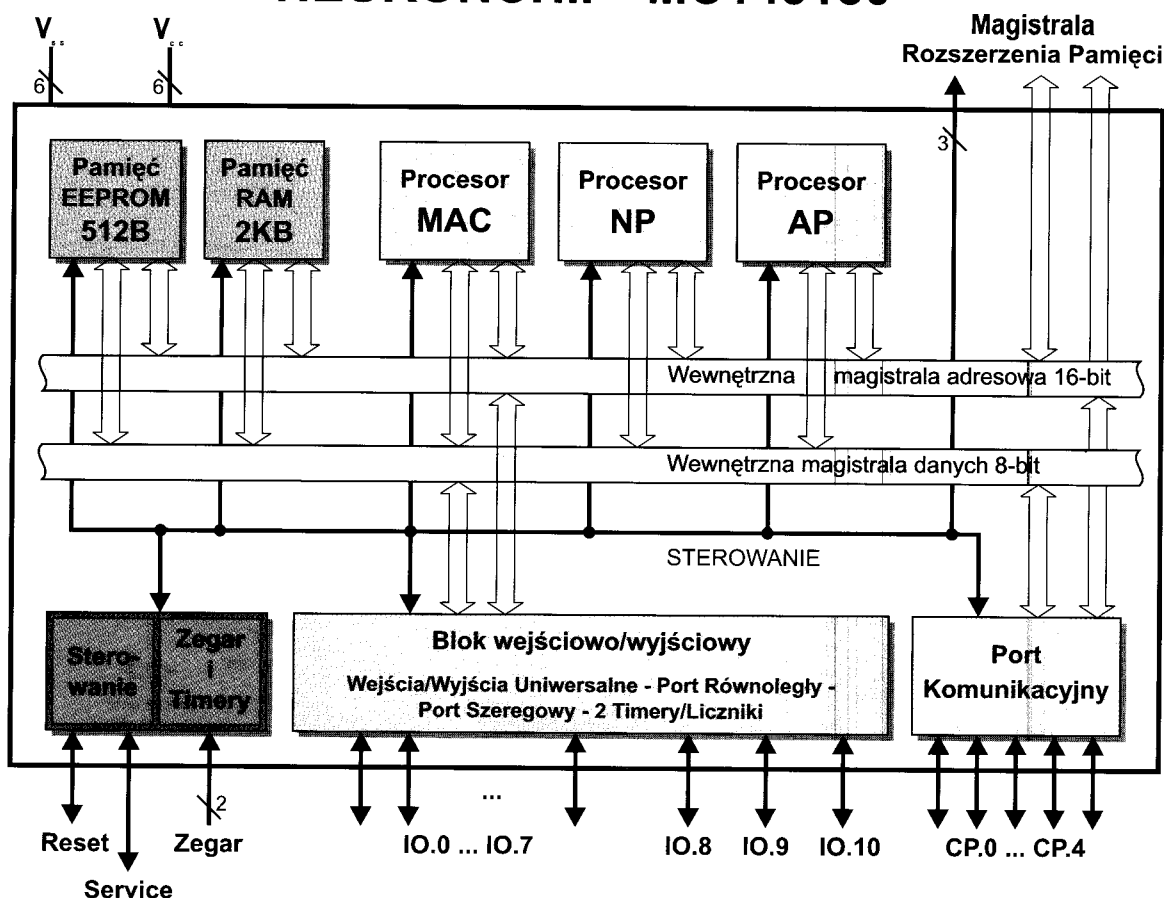 V ss
V cc
6
6
Magistrala
Rozszerzenia Pamięci
3
Pamięć
EEPROM
512B
Pamięć
RAM
2KB
Procesor
MAC
Procesor
NP
Procesor
AP
Wewnętrzna magistrala adresowa 16-bit
Wewnętrzna magistrala danych 8-bit
STEROWANIE
Stero-
wanie
Zegar
i
Timery
Blok wejściowo/wyjściowy
Wejścia/Wyjścia Uniwersalne - Port Równoległy -
Port Szeregowy - 2 Timery/Liczniki
Port
Komunikacyjny
2
...
Reset
Zegar
IO.0 ... IO.7
IO.8
IO.9
IO.10
CP.0 ... CP.4
Service